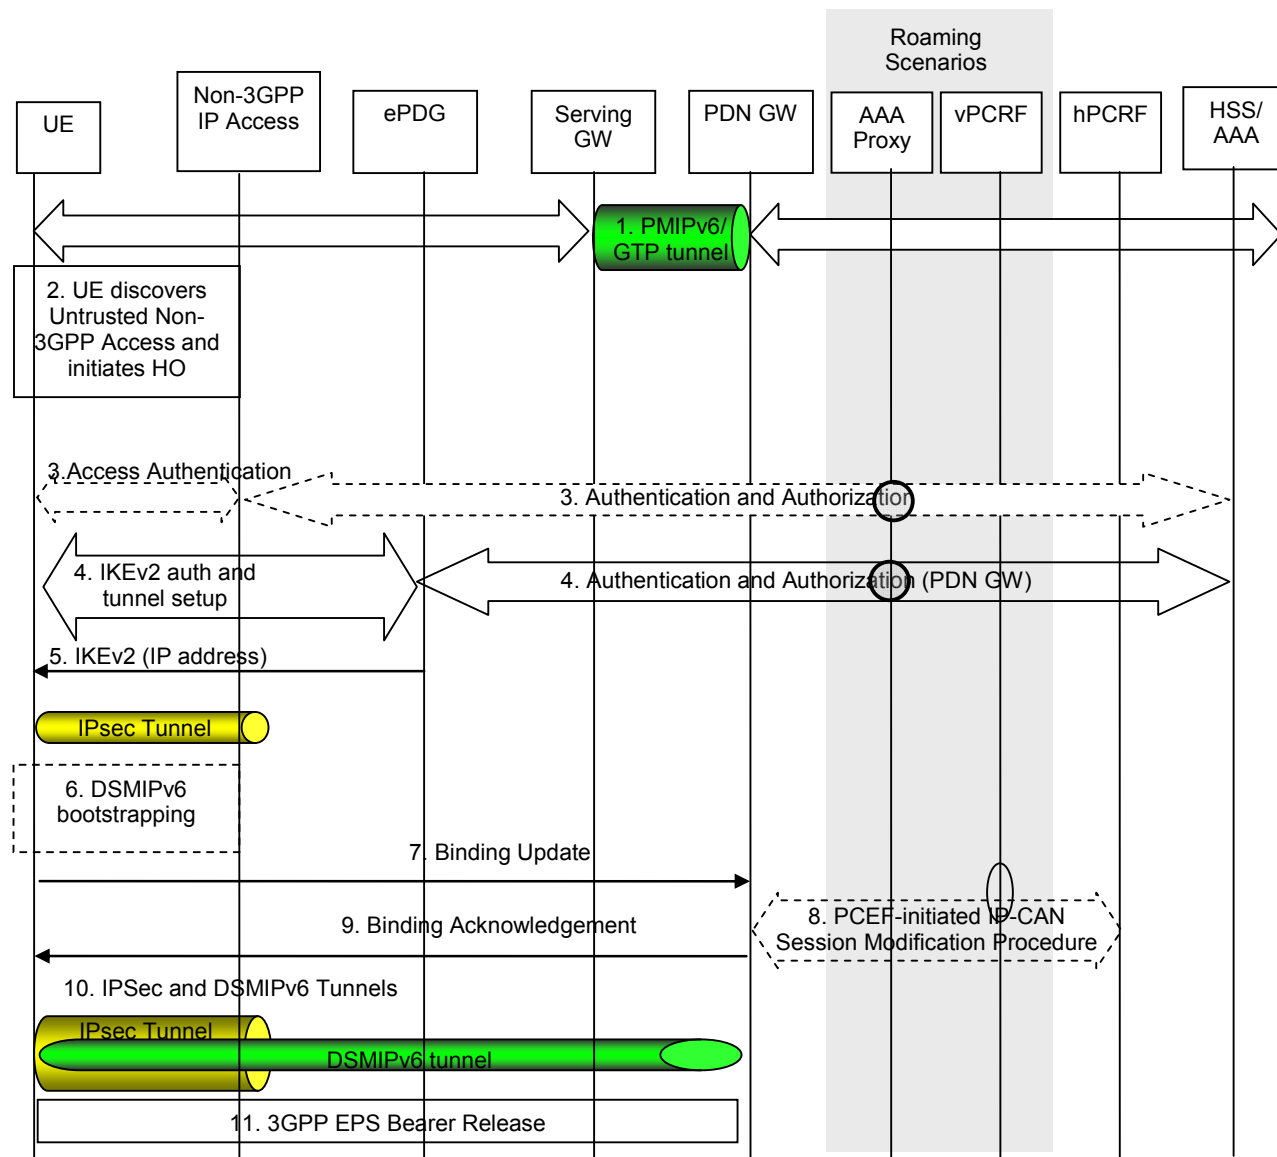 Roaming
Scenarios
UE
Non-3GPP
IP Access
ePDG
Serving
GW
PDN GW
AAA
Proxy
vPCRF
hPCRF
HSS/
AAA
1. PMIPv6/
GTP tunnel
2. UE discovers
Untrusted Non-
3GPP Access and
initiates HO
3.Access Authentication
3. Authentication and Authorization
4. IKEv2 auth and
tunnel setup
4. Authentication and Authorization (PDN GW)
5. IKEv2 (IP address)
IPsec Tunnel
6. DSMIPv6
bootstrapping
7. Binding Update
8. PCEF-initiated IP-CAN
Session Modification Procedure
9. Binding Acknowledgement
10. IPSec and DSMIPv6 Tunnels
IPsec Tunnel
DSMIPv6 tunnel
11. 3GPP EPS Bearer Release